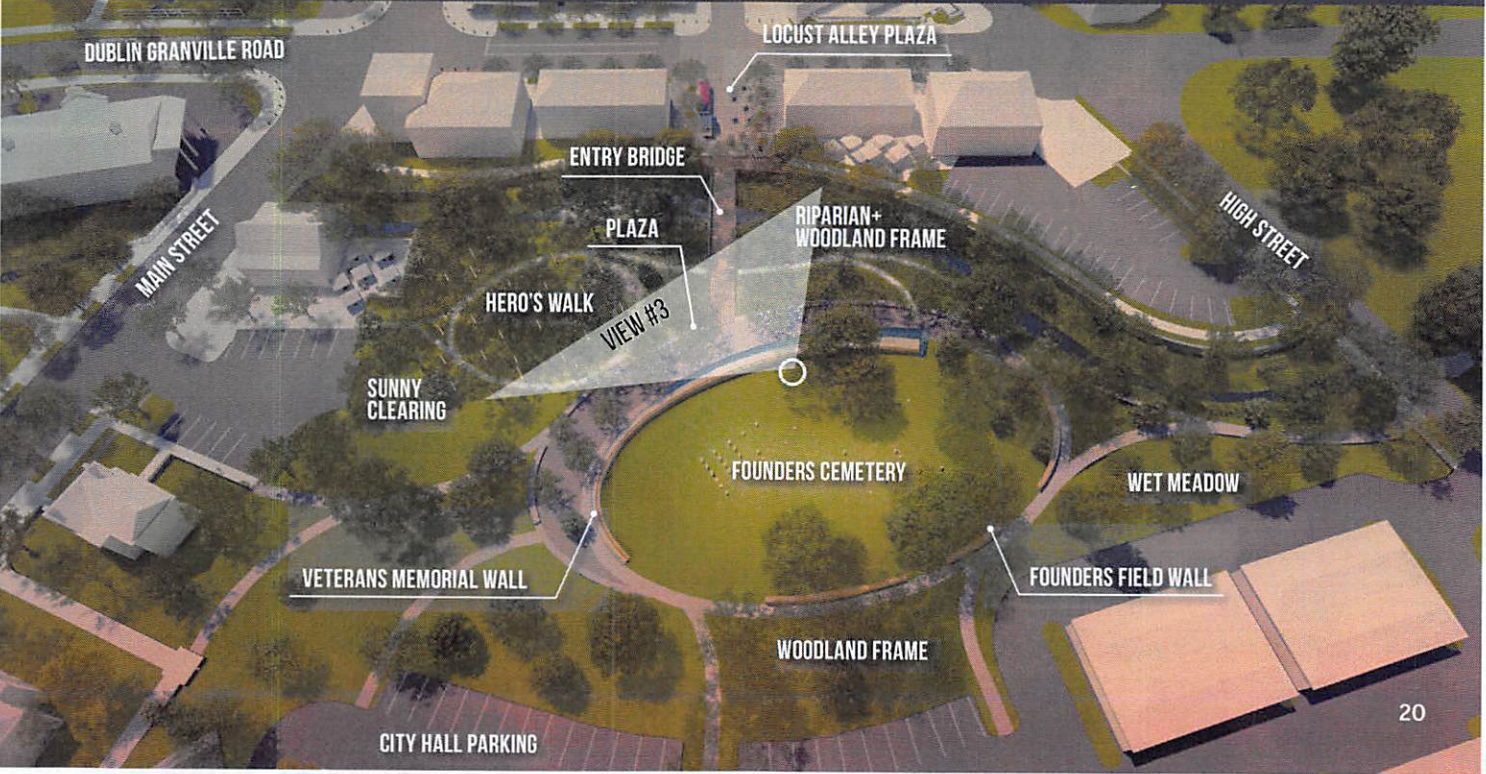 DUBLIN GRANVILLE ROAD
LOCUST ALLEY PLAZA
ENTRY BRIDGE
MAIN STREET
PLAZA
RIPARIAN+
WOODLAND FRAME
HIGH STREET
HERO'S WALK
VIEW #3
SUNNY
CLEARING
FOUNDERS CEMETERY
WET MEADOW
VETERANS MEMORIAL WALL
FOUNDERS FIELD WALL
WOODLAND FRAME
CITY HALL PARKING
20